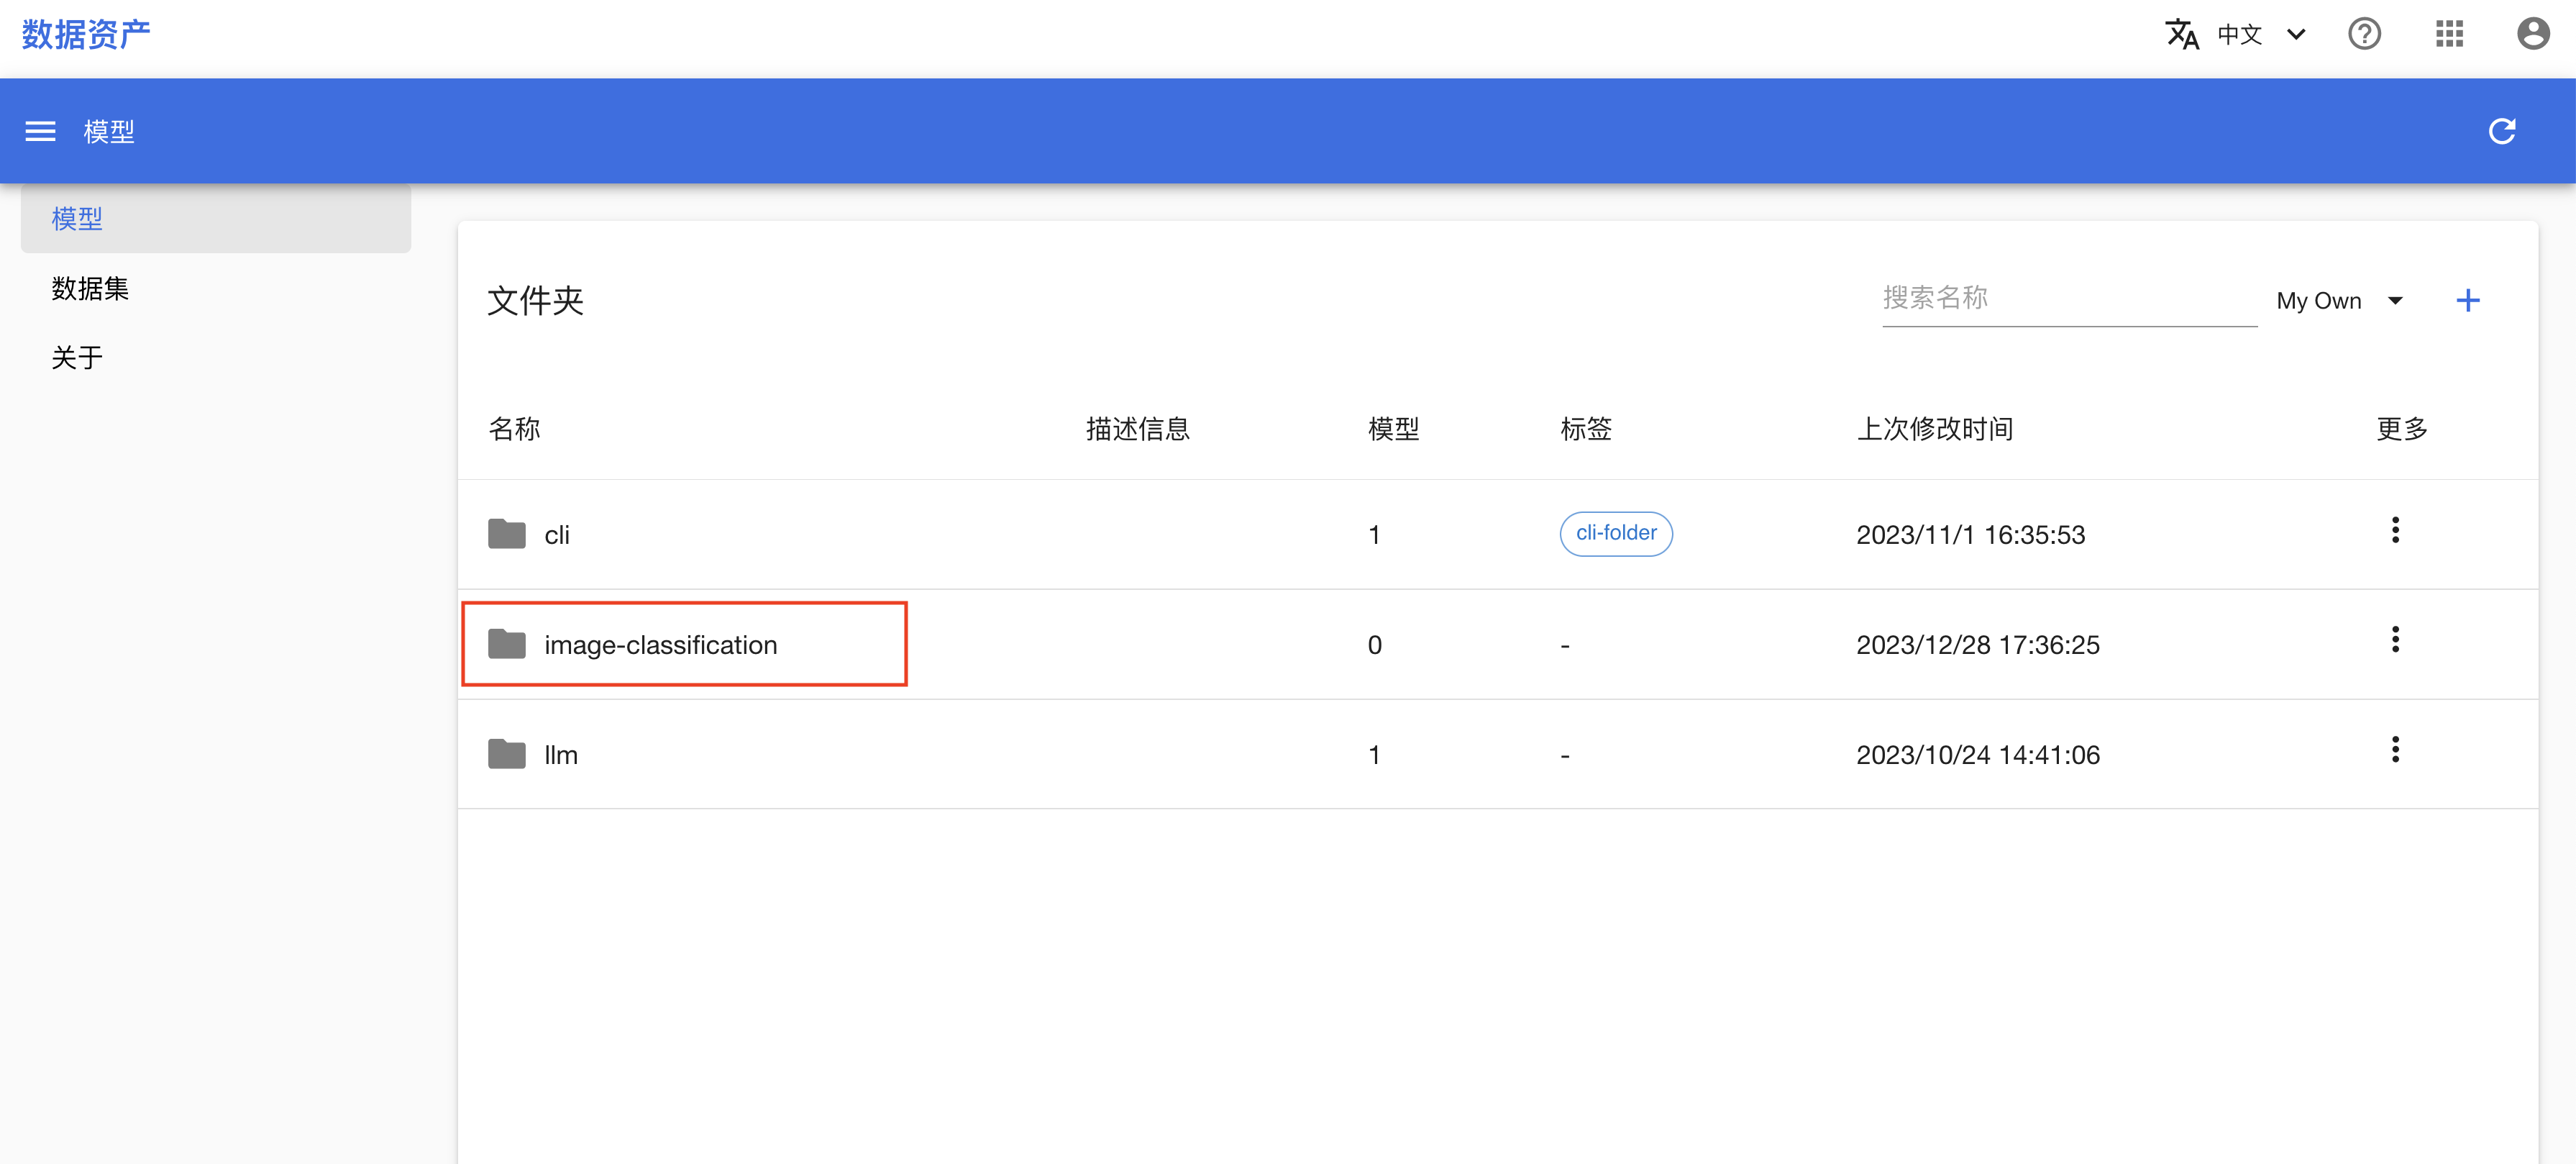 数据资产
中文
模型
模型
数据集
关于
文件夹
搜索名称
My Own
名称 描述信息 模型 标签 上次修改时间 更多
cli 1 cli-folder 2023/11/1 16:35:53
image-classification 0 - 2023/12/28 17:36:25
llm 1 - 2023/10/24 14:41:06